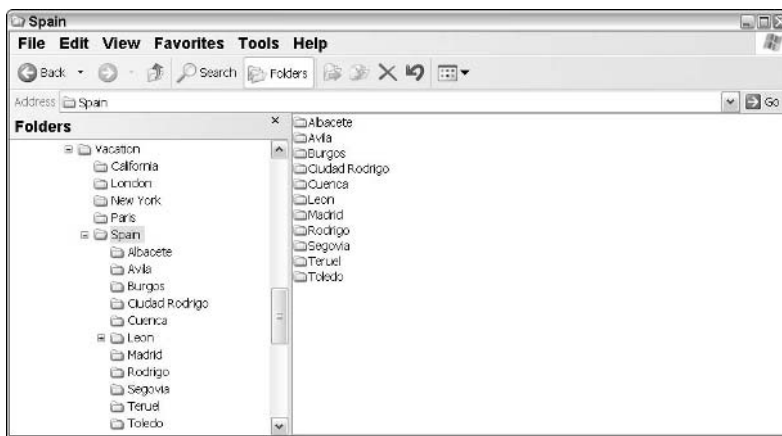 Spain
File Edit View Favorites Tools Help
Back Search Folders
Address Spain Go
Folders
Vacation
California
London
New York
Paris
Spain
Albacete
Avila
Burgos
Ciudad Rodrigo
Cuenca
Leon
Madrid
Rodrigo
Segovia
Teruel
Toledo
Albacete
Avila
Burgos
Ciudad Rodrigo
Cuenca
Leon
Madrid
Rodrigo
Segovia
Teruel
Toledo